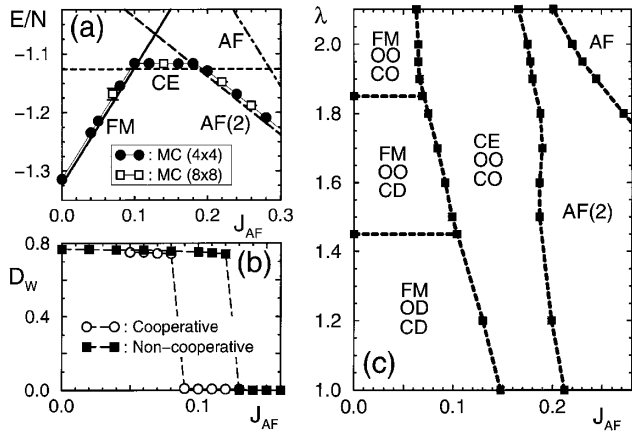 E/N
(a)
-1.1
-1.2
-1.3
0.0
0.1
0.2
0.3
J_AF
AF
CE
FM
AF(2)
: MC (4x4)
: MC (8x8)
0.8
D_W
0.4
0.0
(b)
: Cooperative
: Non-cooperative
0.1
J_AF
λ
2.0
1.8
1.6
1.4
1.2
1.0
FM
OO
CO
FM
OO
CD
FM
OD
CD
CE
OO
CO
AF
AF(2)
(c)
0.0
0.1
0.2
J_AF